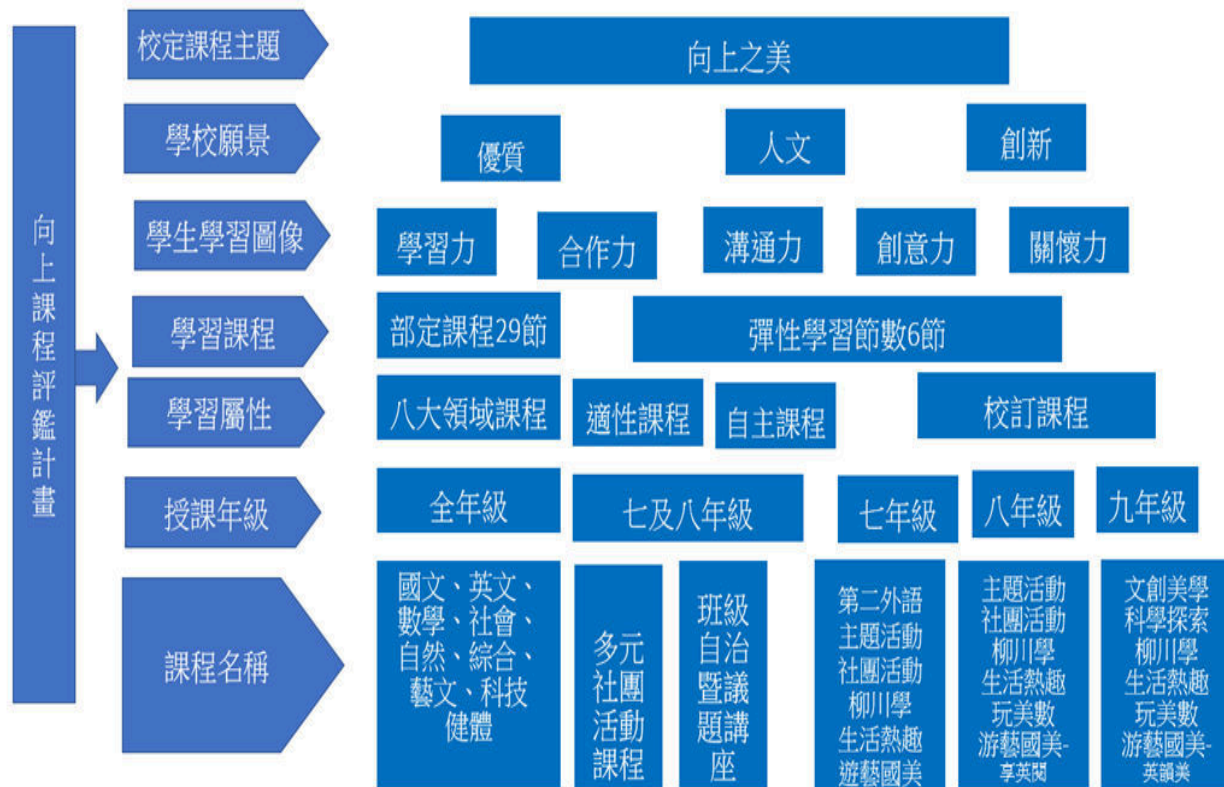 向上課程評鑑計畫
校定課程主題
向上之美
學校願景
優質
人文
創新
學生學習圖像
學習力
合作力
溝通力
創意力
關懷力
學習課程
部定課程29節
彈性學習節數6節
學習屬性
八大領域課程
適性課程
自主課程
校訂課程
授課年級
全年級
七及八年級
七年級
八年級
九年級
課程名稱
國文、英文、
數學、社會、
自然、綜合、
藝文、科技
健體
多元
社團
活動
課程
班級
自治
暨議
題講
座
第二外語
主題活動
社團活動
柳川學
生活熱趣
遊藝國美
主題活動
社團活動
柳川學
生活熱趣
玩美數
游藝國美-
享英閱
文創美學
科學探索
柳川學
生活熱趣
玩美數
游藝國美-
英韻美